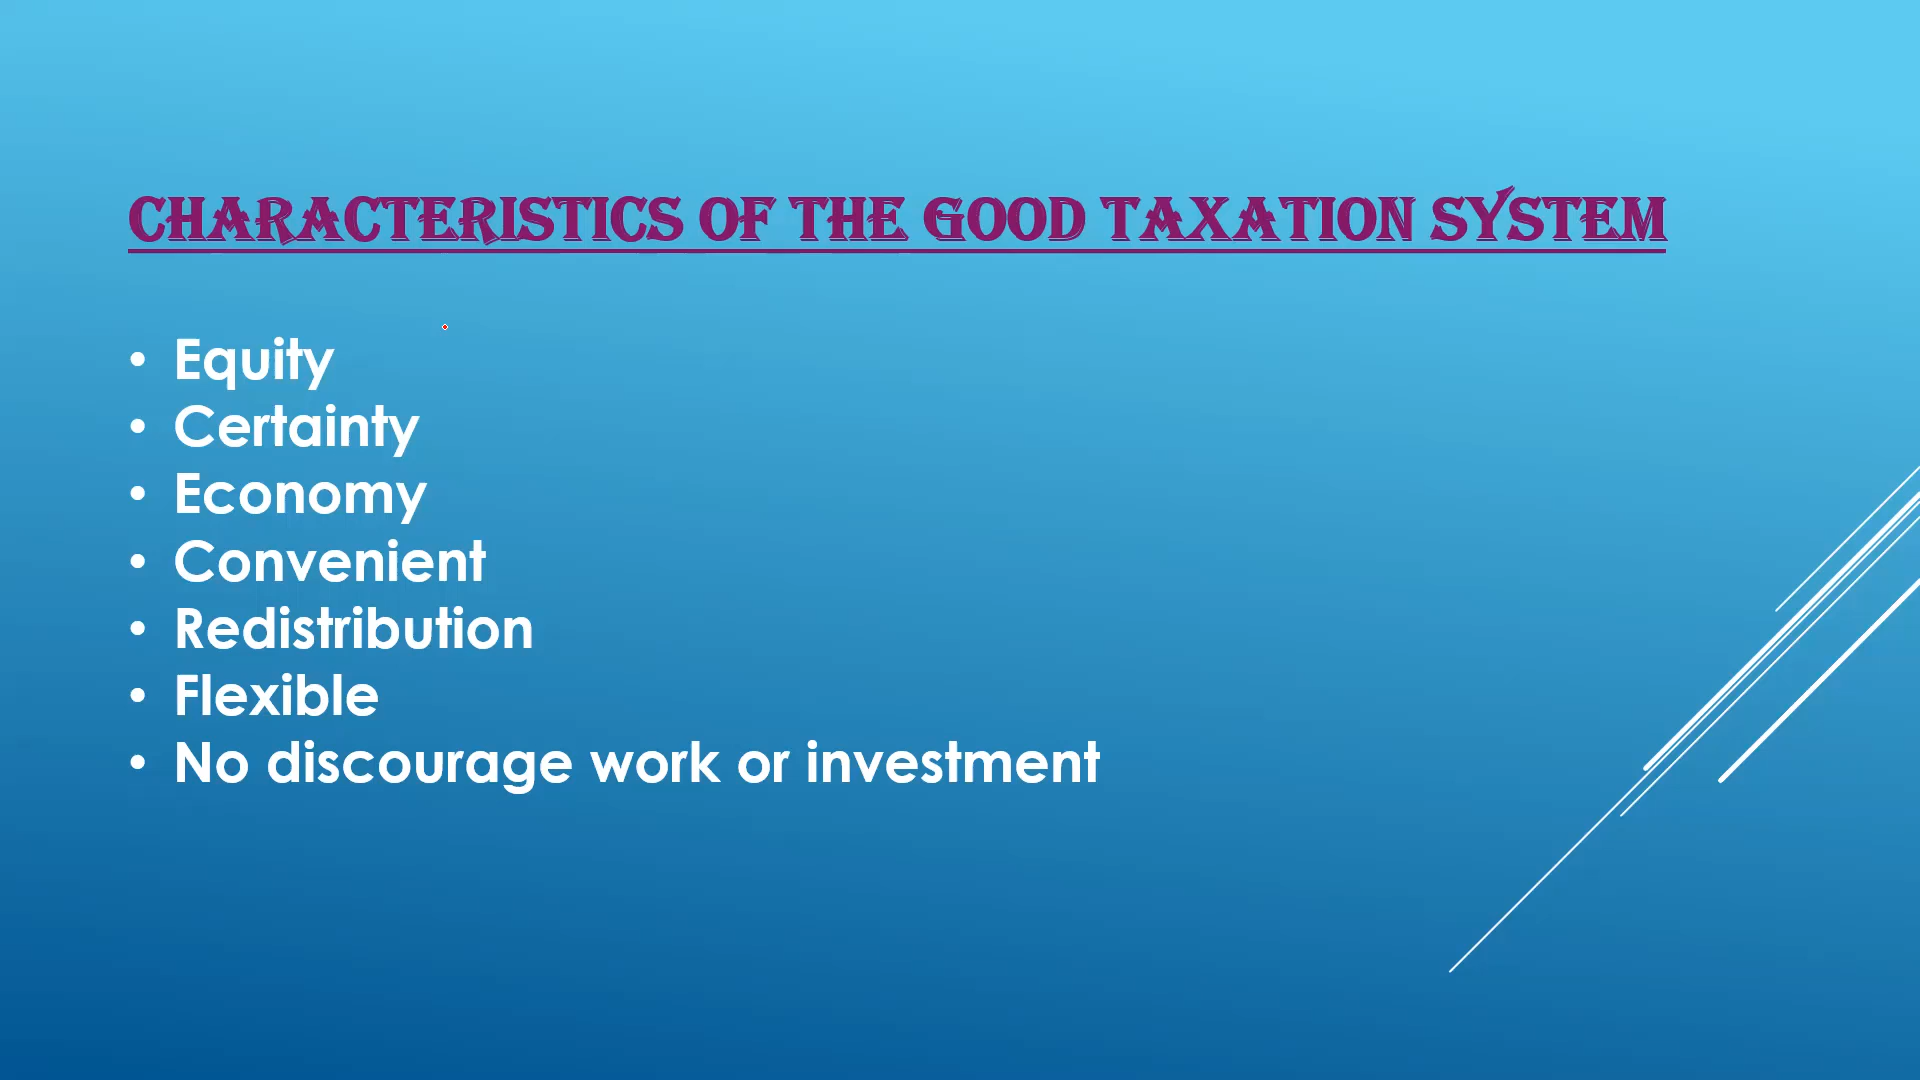 CHARACTERISTICS OF THE GOOD TAXATION SYSTEM
• Equity
• Certainty
• Economy
• Convenient
• Redistribution
• Flexible
• No discourage work or investment